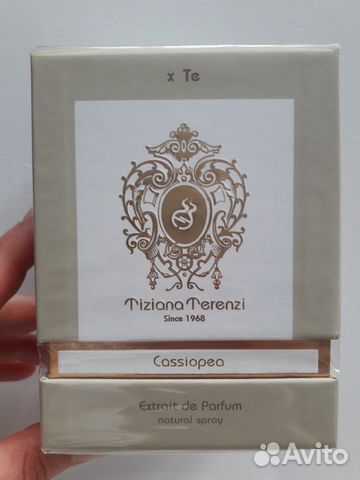 x Te
Tiziana Terenzi
Since 1968
Cassiopea
Extrait de Parfum
natural spray
Avito